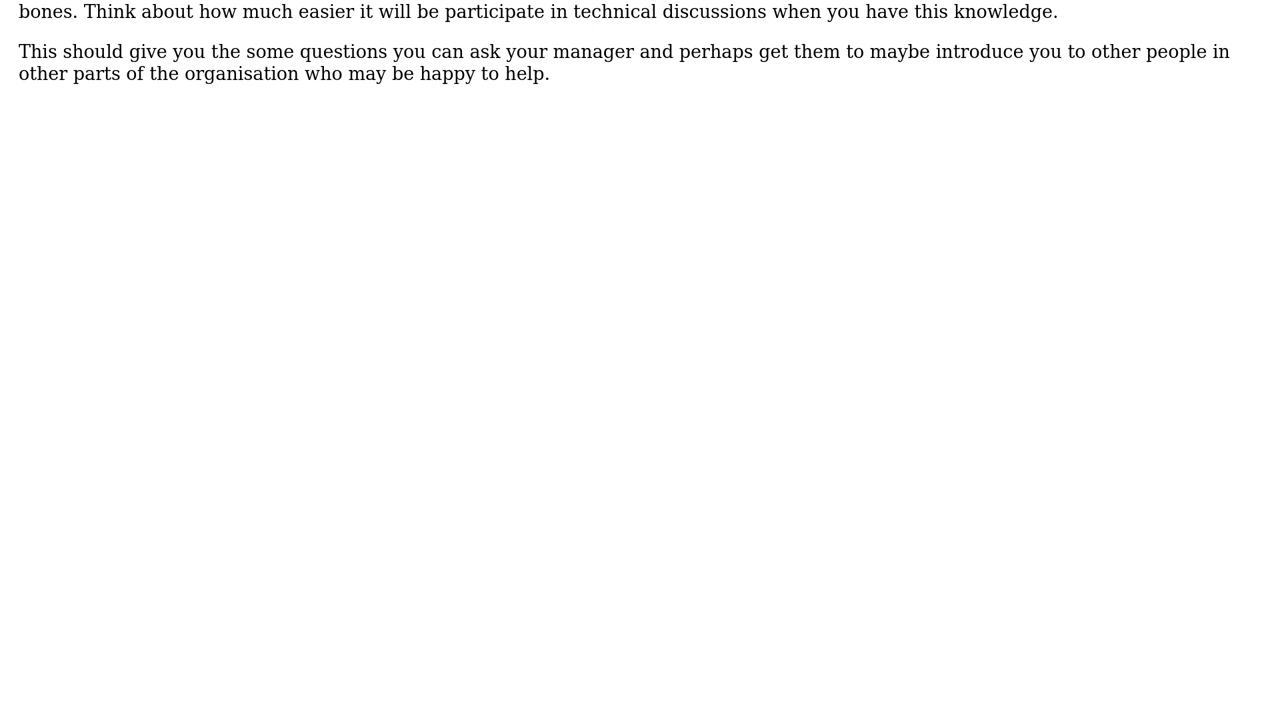 bones. Think about how much easier it will be participate in technical discussions when you have this knowledge.
This should give you the some questions you can ask your manager and perhaps get them to maybe introduce you to other people in
other parts of the organisation who may be happy to help.